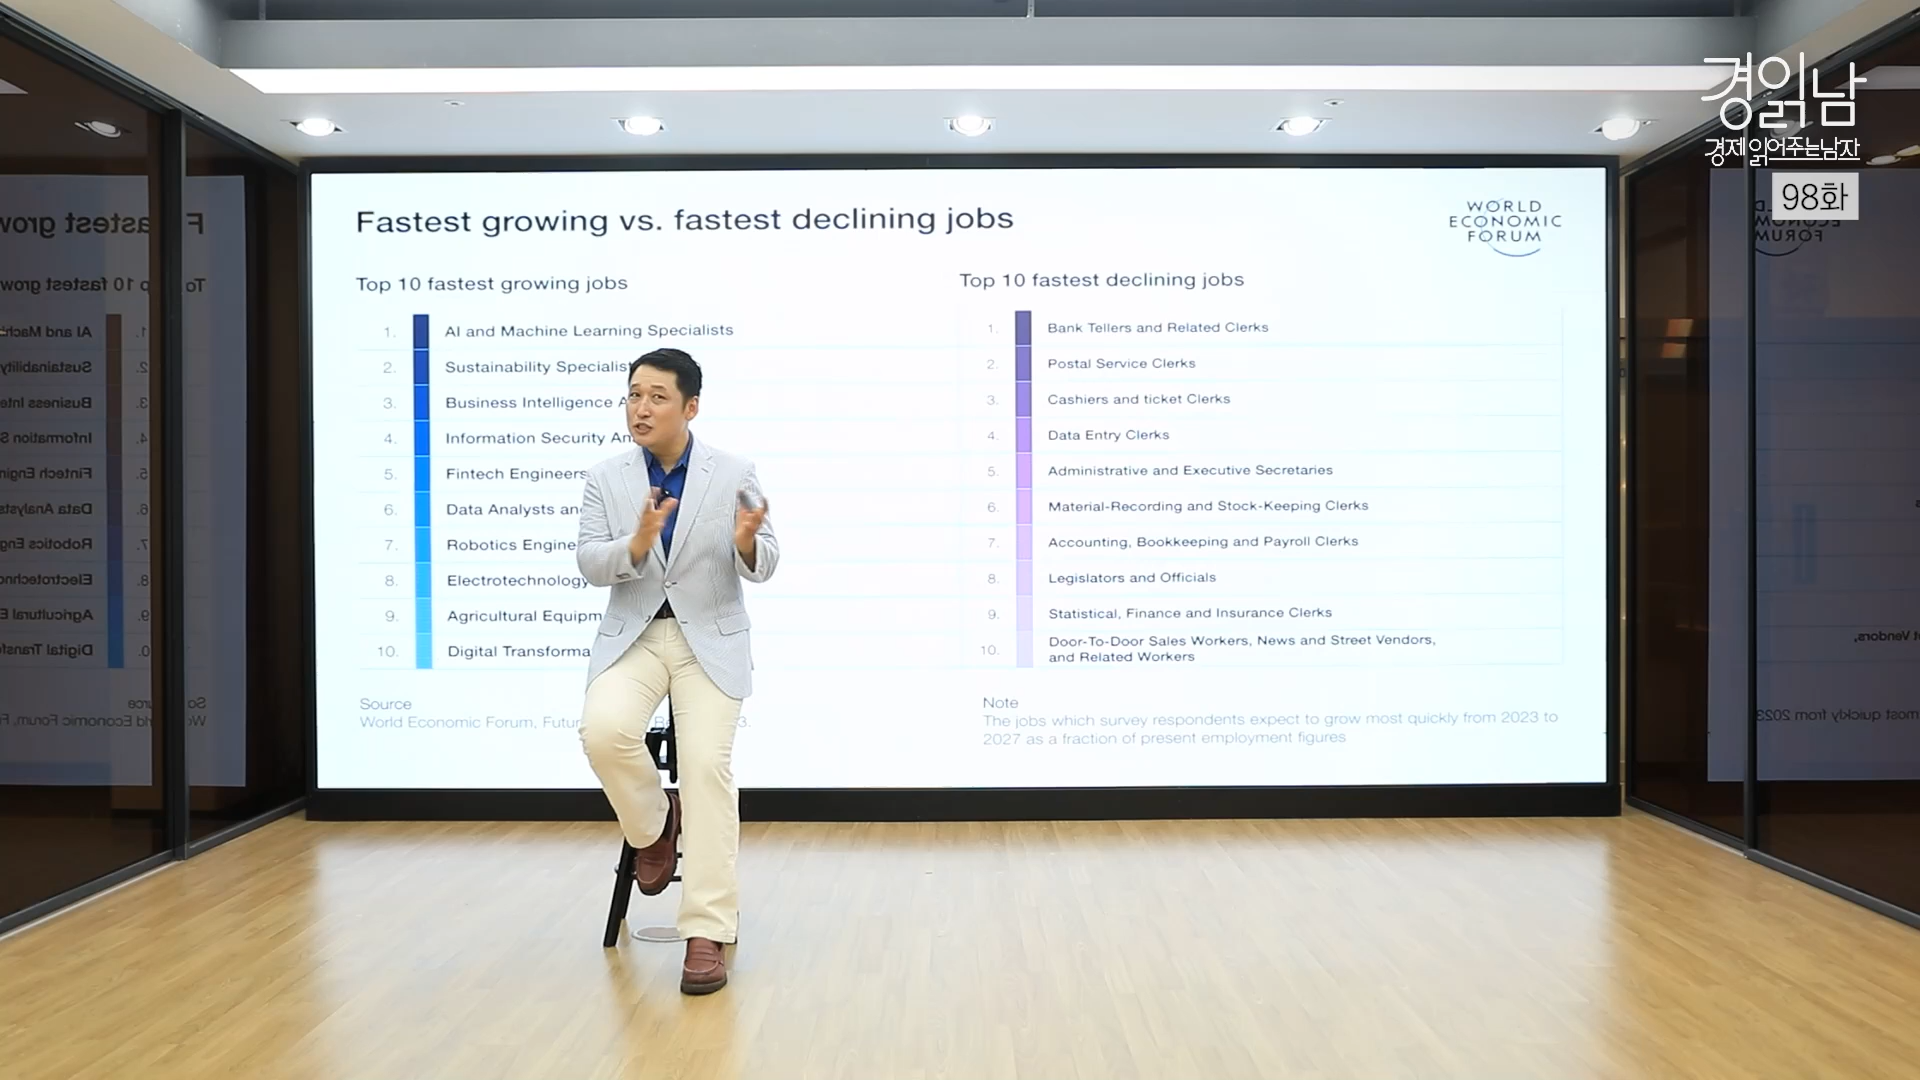 경읽남
경제 읽어주는남자
98화
Fastest growing vs. fastest declining jobs
WORLD
ECONOMIC
FORUM
Top 10 fastest growing jobs
1. AI and Machine Learning Specialists
2. Sustainability
3. Business Intelligence
4. Information Security
5. Fintech Engineers
6. Data Analysts
7. Robotics
8. Electrotechnology
9. Agricultural
10. Digital
Source
World Economic Forum,
Top 10 fastest declining jobs
1. Bank Tellers and Related Clerks
2. Postal Service Clerks
3. Cashiers and ticket Clerks
4. Data Entry Clerks
5. Administrative and Executive Secretaries
6. Material-Recording and Stock-Keeping Clerks
7. Accounting, Bookkeeping and Payroll Clerks
8. Legislators and Officials
9. Statistical, Finance and Insurance Clerks
10. Door-To-Door Sales Workers, News and Street Vendors,
and Related Workers
Note
The jobs which survey respondents expect to grow most quickly from 2023 to
2027 as a fraction of present employment figures